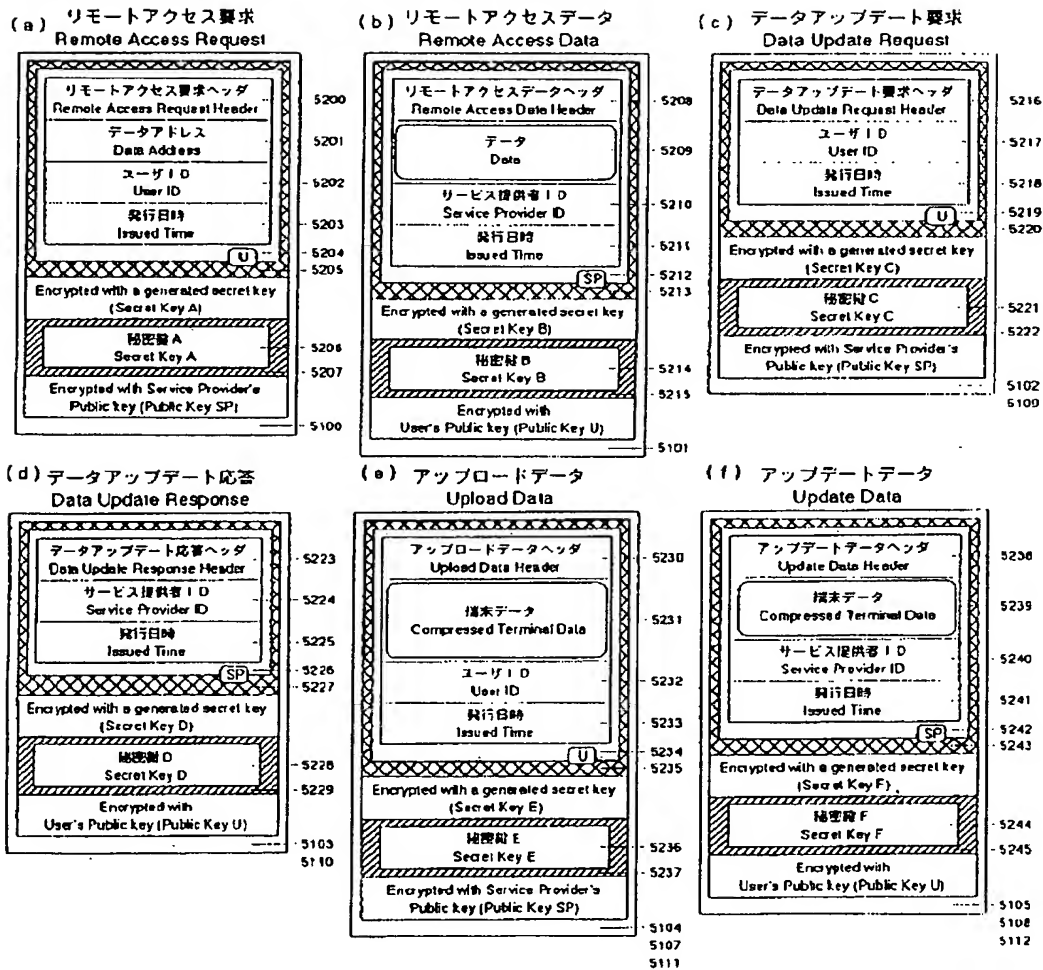 (a) リモートアクセス要求
Remote Access Request
リモートアクセス要求ヘッダ
Remote Access Request Header
5200
データアドレス
Data Address
5201
ユーザID
User ID
5202
発行日時
Issued Time
5203
U
5204
5205
Encrypted with a generated secret key
(Secret Key A)
秘密鍵A
Secret Key A
5206
5207
Encrypted with Service Provider's
Public key (Public Key SP)
5100
(b) リモートアクセスデータ
Remote Access Data
リモートアクセスデータヘッダ
Remote Access Data Header
5208
データ
Data
5209
サービス提供者ID
Service Provider ID
5210
発行日時
Issued Time
5211
SP
5212
5213
Encrypted with a generated secret key
(Secret Key B)
秘密鍵B
Secret Key B
5214
5215
Encrypted with
User's Public key (Public Key U)
5101
(c) データアップデート要求
Data Update Request
データアップデート要求ヘッダ
Data Update Request Header
5216
ユーザID
User ID
5217
発行日時
Issued Time
5218
U
5219
5220
Encrypted with a generated secret key
(Secret Key C)
秘密鍵C
Secret Key C
5221
5222
Encrypted with Service Provider's
Public key (Public Key SP)
5102
5109
(d) データアップデート応答
Data Update Response
データアップデート応答ヘッダ
Data Update Response Header
5223
サービス提供者ID
Service Provider ID
5224
発行日時
Issued Time
5225
SP
5226
5227
Encrypted with a generated secret key
(Secret Key D)
秘密鍵D
Secret Key D
5228
5229
Encrypted with
User's Public key (Public Key U)
5103
5110
(e) アップロードデータ
Upload Data
アップロードデータヘッダ
Upload Data Header
5230
端末データ
Compressed Terminal Data
5231
ユーザID
User ID
5232
発行日時
Issued Time
5233
U
5234
5235
Encrypted with a generated secret key
(Secret Key E)
秘密鍵E
Secret Key E
5236
5237
Encrypted with Service Provider's
Public key (Public Key SP)
5104
5107
5111
(f) アップデートデータ
Update Data
アップデートデータヘッダ
Update Data Header
5238
端末データ
Compressed Terminal Data
5239
サービス提供者ID
Service Provider ID
5240
発行日時
Issued Time
5241
SP
5242
5243
Encrypted with a generated secret key
(Secret Key F)
秘密鍵F
Secret Key F
5244
5245
Encrypted with
User's Public key (Public Key U)
5105
5108
5112